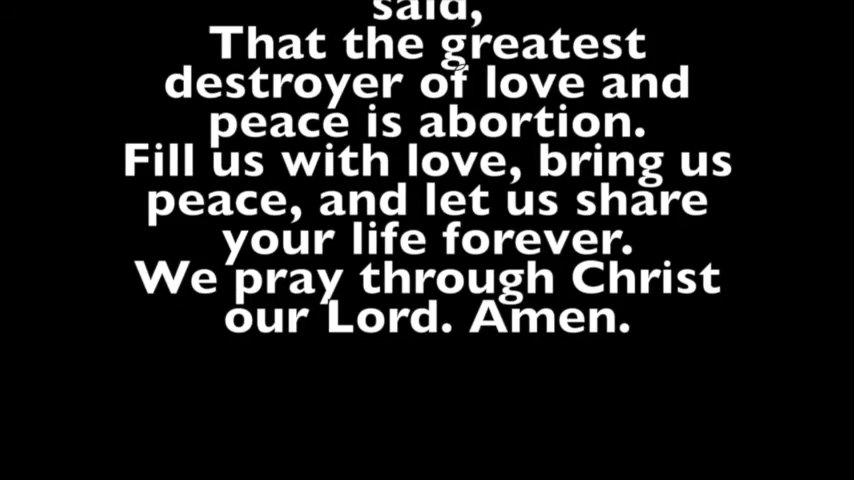 said,
That the greatest
destroyer of love and
peace is abortion.
Fill us with love, bring us
peace, and let us share
your life forever.
We pray through Christ
our Lord. Amen.